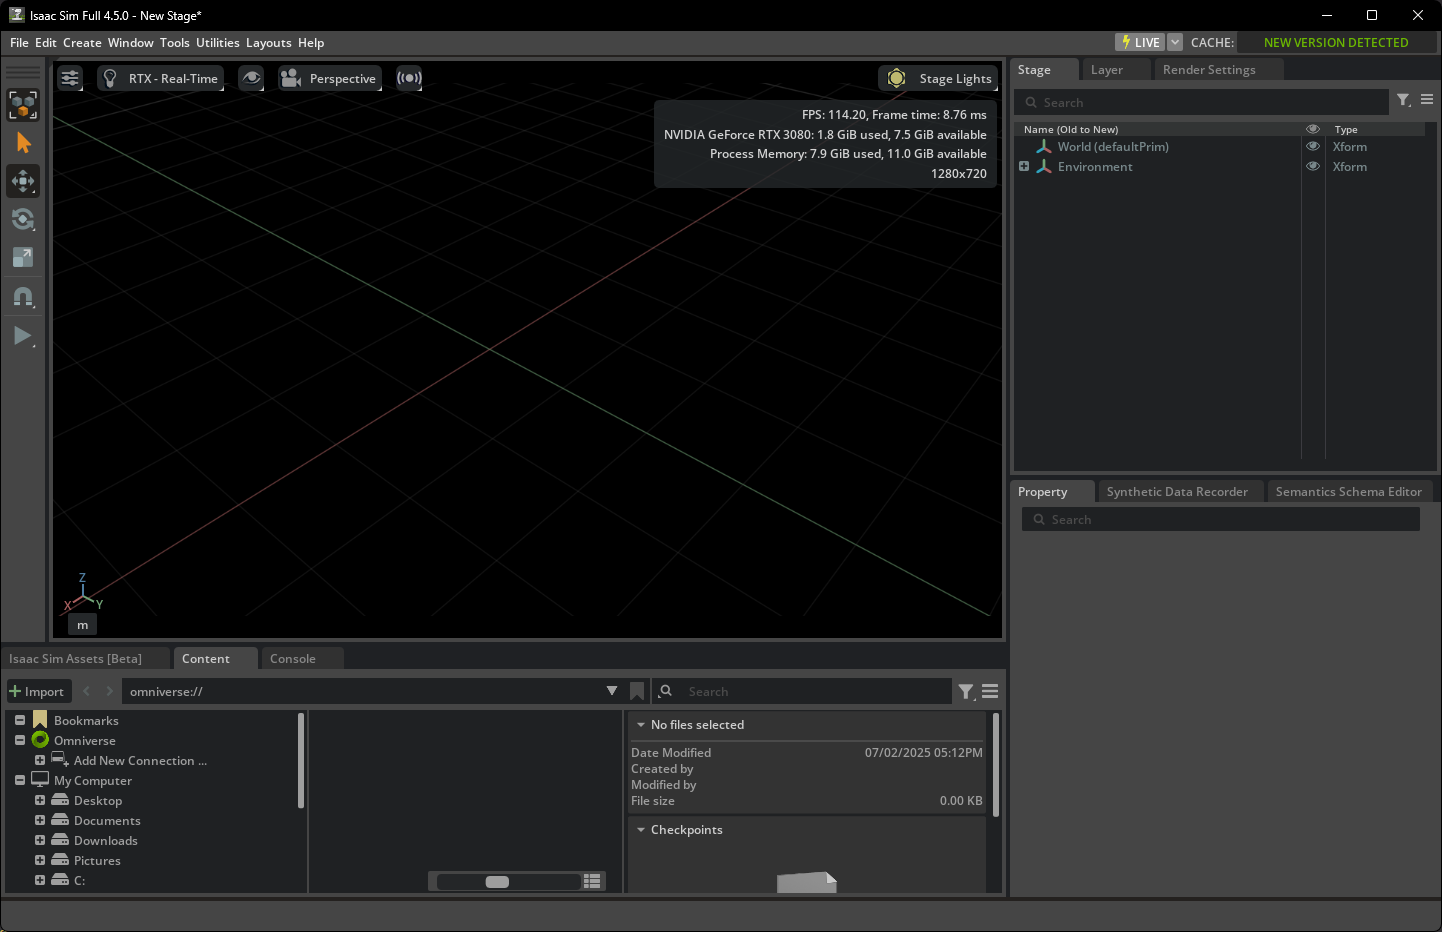 Isaac Sim Full 4.5.0 - New Stage*
File Edit Create Window Tools Utilities Layouts Help
LIVE CACHE: NEW VERSION DETECTED
RTX - Real-Time Perspective Stage Lights
FPS: 114.20, Frame time: 8.76 ms
NVIDIA GeForce RTX 3080: 1.8 GiB used, 7.5 GiB available
Process Memory: 7.9 GiB used, 11.0 GiB available
1280x720
Z
X Y
m
Stage Layer Render Settings
Search
Name (Old to New) Type
World (defaultPrim) Xform
Environment Xform
Property Synthetic Data Recorder Semantics Schema Editor
Search
Isaac Sim Assets [Beta] Content Console
Import omniverse:// Search
Bookmarks
Omniverse
Add New Connection ...
My Computer
Desktop
Documents
Downloads
Pictures
C:
No files selected
Date Modified 07/02/2025 05:12PM
Created by
Modified by
File size 0.00 KB
Checkpoints